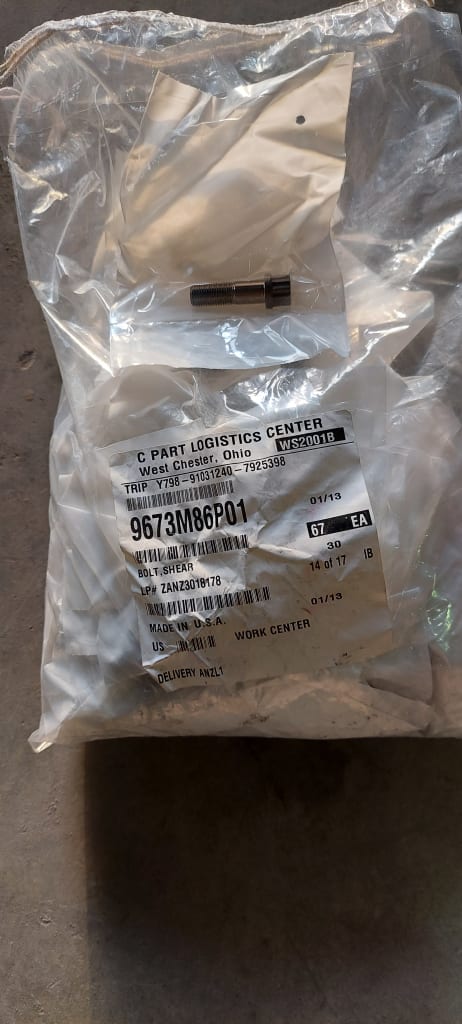 C PART LOGISTICS CENTER
West Chester, Ohio WS2001B
TRIP Y798-91031240-7925398
01/13
9673M86P01
67 EA
30
BOLT,SHEAR
14 of 17 IB
LP# ZANZ3018178
01/13
MADE IN U.S.A.
US WORK CENTER
DELIVERY ANZL1